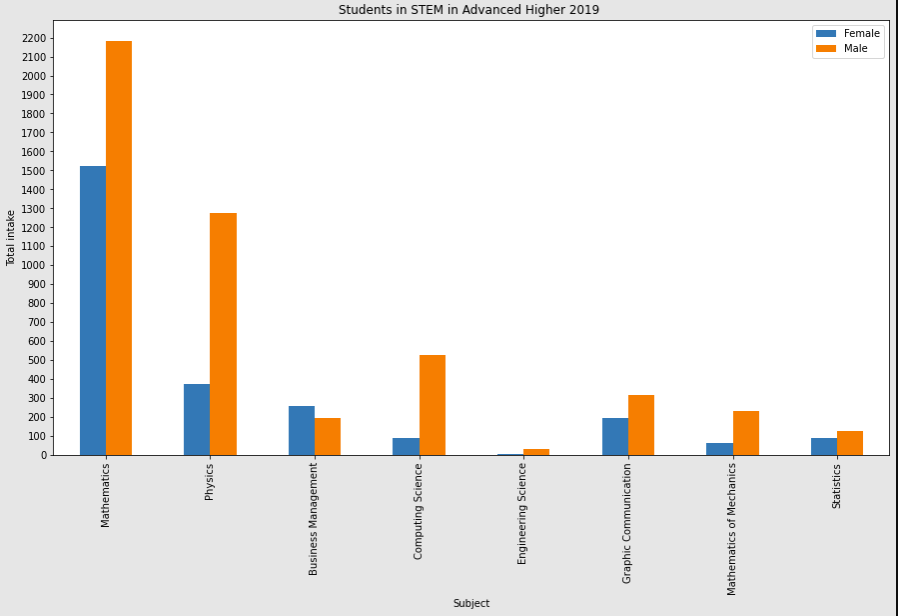 Students in STEM in Advanced Higher 2019
Female
Male
Total intake
2200
2100
2000
1900
1800
1700
1600
1500
1400
1300
1200
1100
1000
900
800
700
600
500
400
300
200
100
0
Mathematics
Physics
Business Management
Computing Science
Engineering Science
Graphic Communication
Mathematics of Mechanics
Statistics
Subject